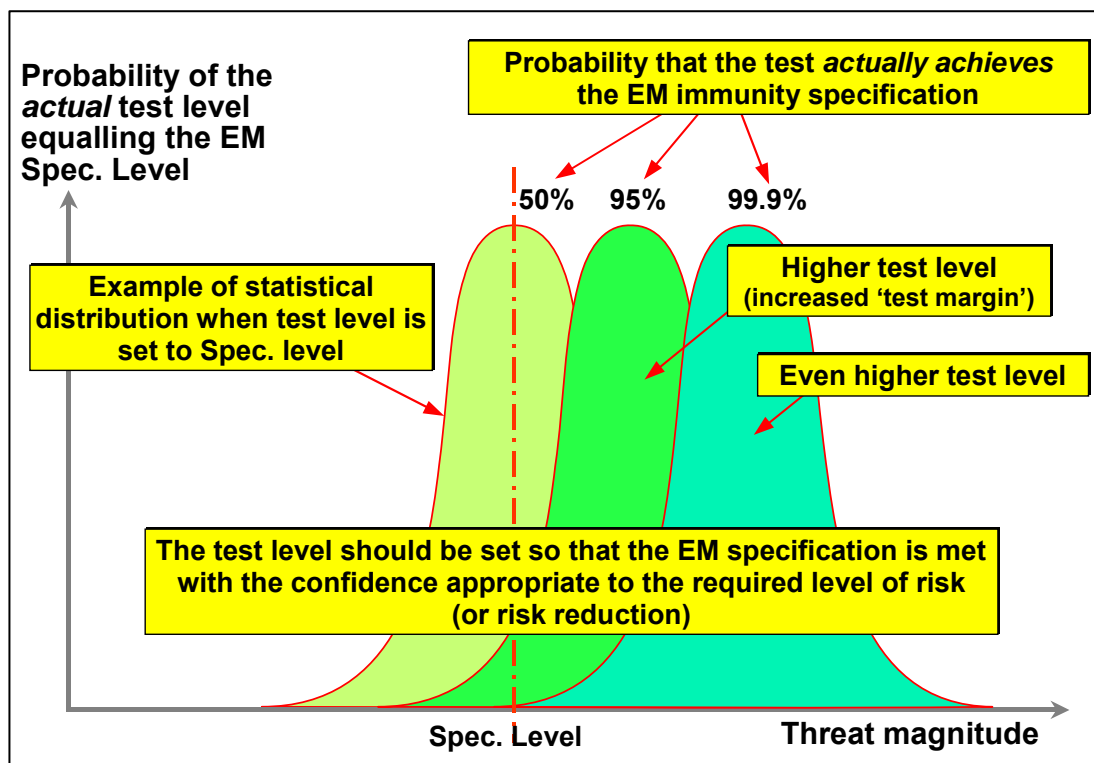 Probability of the
actual test level
equalling the EM
Spec. Level
Probability that the test actually achieves
the EM immunity specification
50%
95%
99.9%
Example of statistical
distribution when test level is
set to Spec. level
Higher test level
(increased ‘test margin’)
Even higher test level
The test level should be set so that the EM specification is met
with the confidence appropriate to the required level of risk
(or risk reduction)
Spec. Level
Threat magnitude